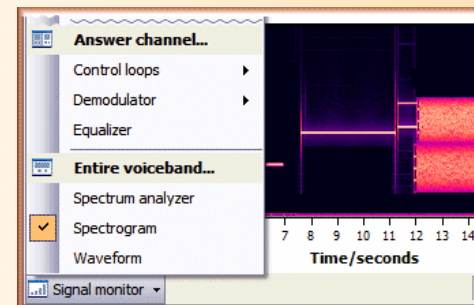 Answer channel...
Control loops
Demodulator
Equalizer
Entire voiceband...
Spectrum analyzer
Spectrogram
Waveform
7 8 9 10 11 12 13 14
Time/seconds
Signal monitor